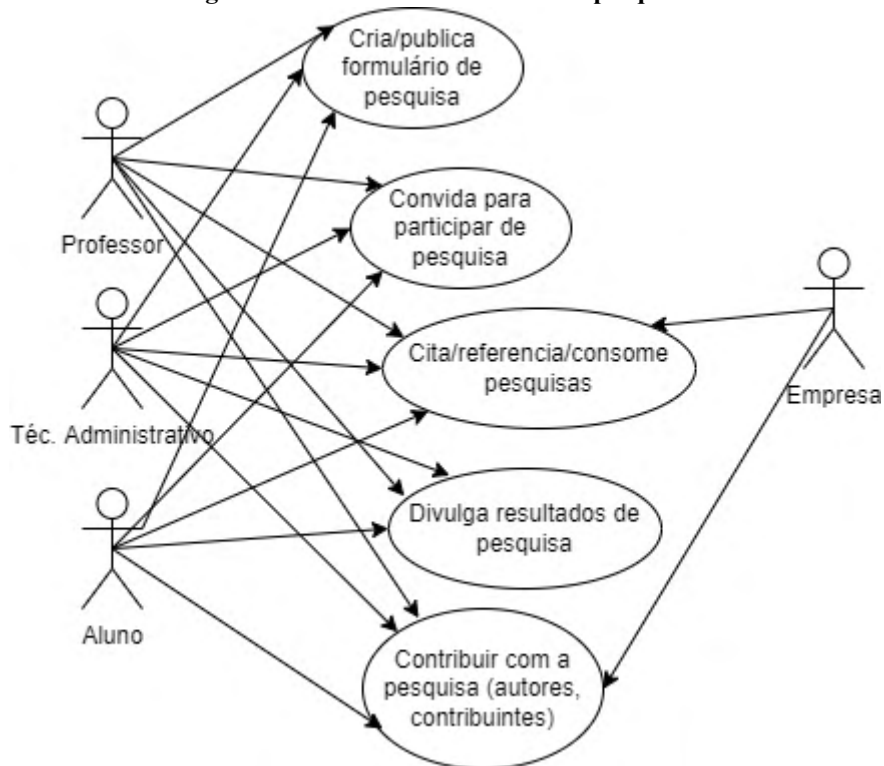 Cria/publica
formulário de
pesquisa
Professor
Convida para
participar de
pesquisa
Téc. Administrativo
Cita/referencia/consome
pesquisas
Empresa
Divulga resultados de
pesquisa
Aluno
Contribuir com a
pesquisa (autores,
contribuintes)